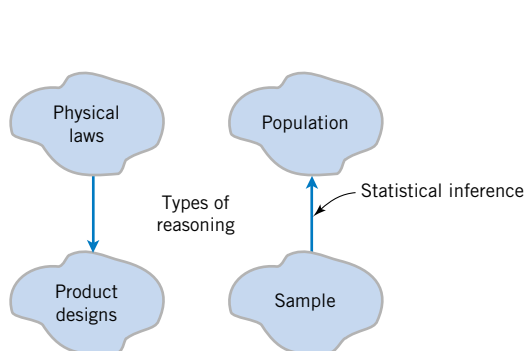 Physical
laws
Population
Types of
reasoning
Statistical inference
Product
designs
Sample